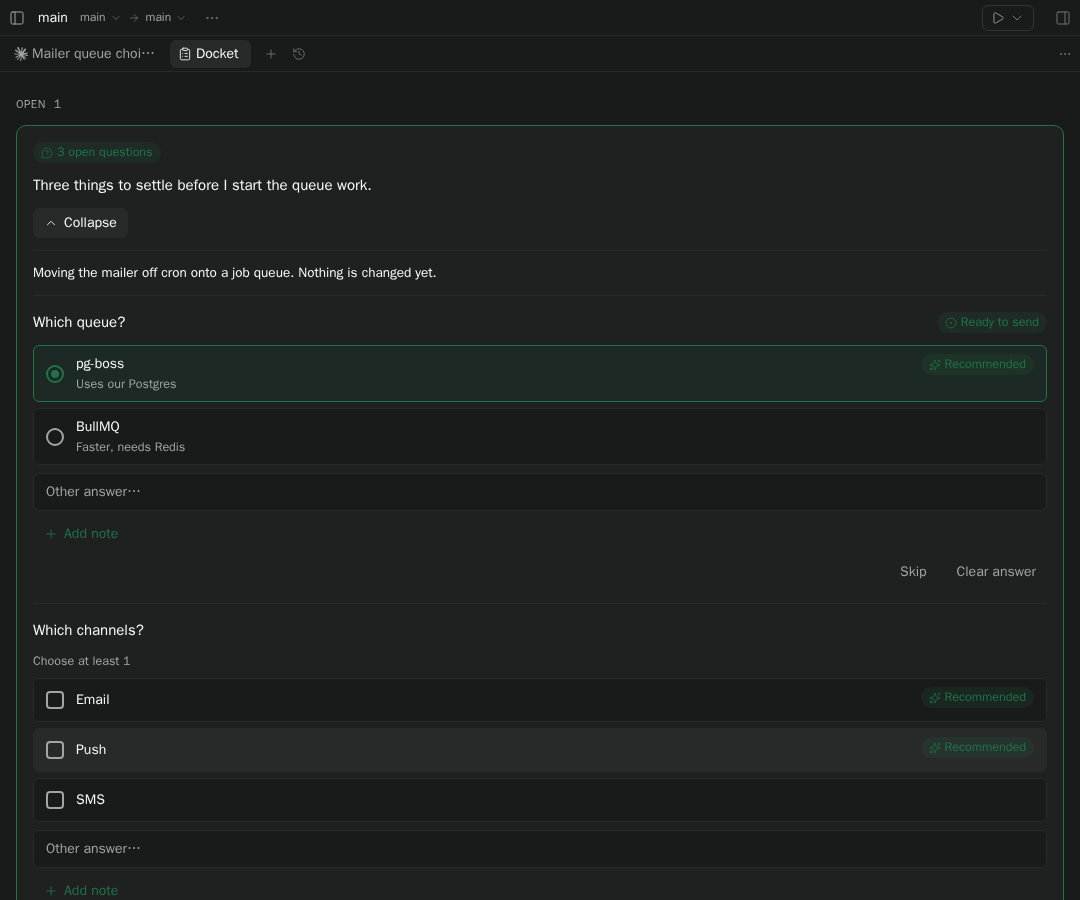 main main → main ···
Mailer queue choi··· Docket
OPEN 1
3 open questions
Three things to settle before I start the queue work.
Collapse
Moving the mailer off cron onto a job queue. Nothing is changed yet.
Which queue? Ready to send
pg-boss Recommended
Uses our Postgres
BullMQ
Faster, needs Redis
Other answer···
+ Add note
Skip Clear answer
Which channels?
Choose at least 1
Email Recommended
Push Recommended
SMS
Other answer···
+ Add note